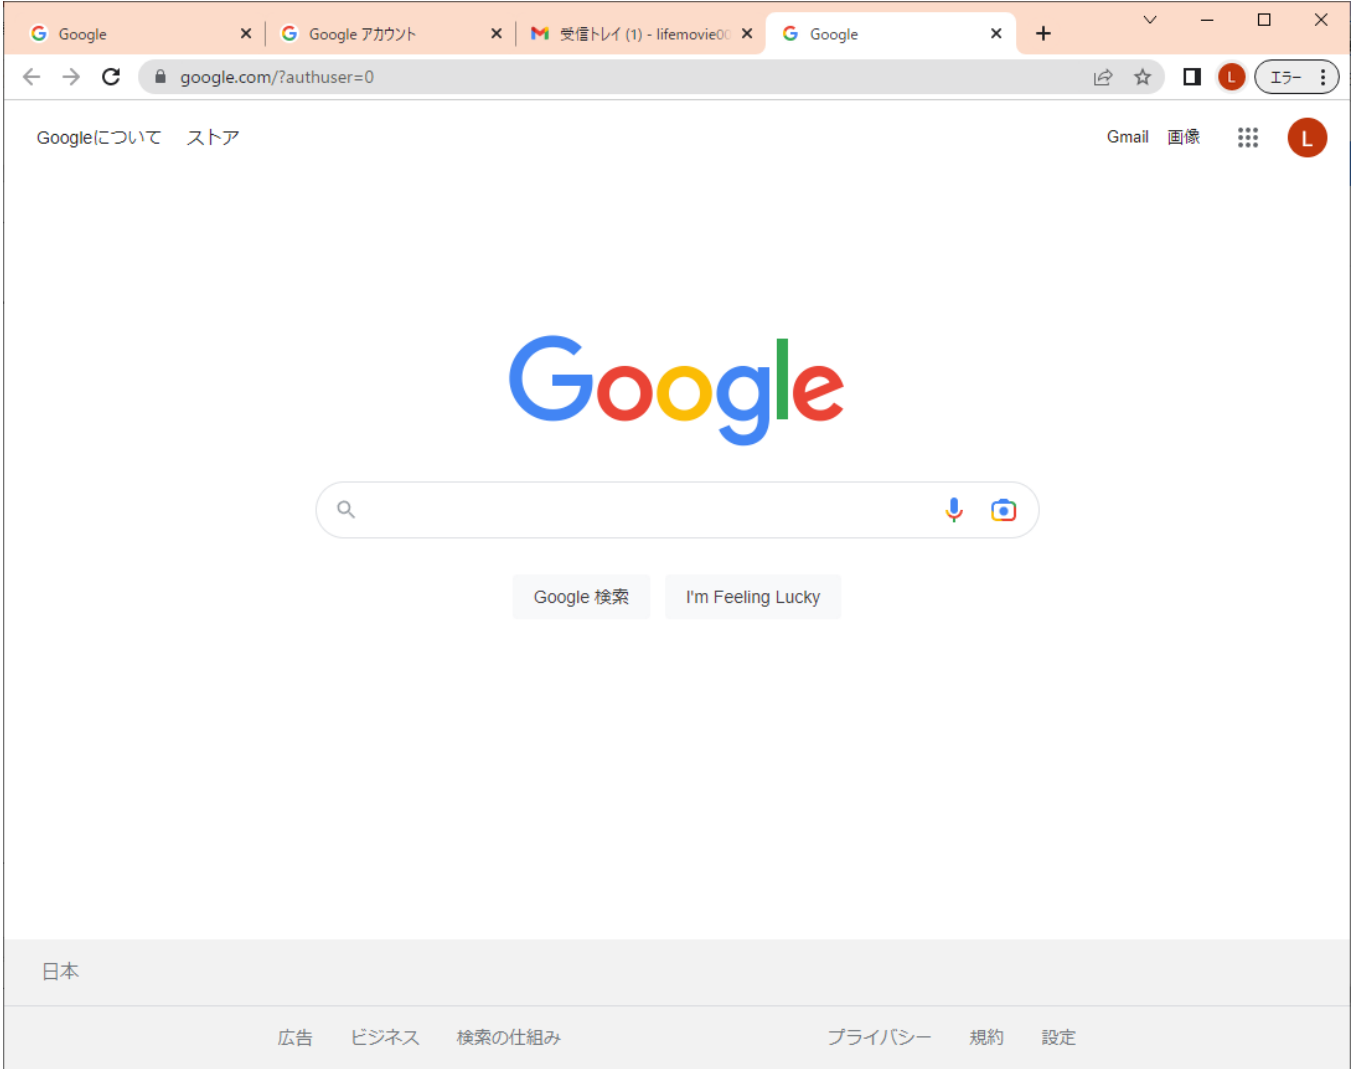 Google
Google アカウント
受信トレイ (1) - lifemovie00
Google
google.com/?authuser=0
L
エラー
Googleについて ストア
Gmail 画像
L
Google
Google 検索 I'm Feeling Lucky
日本
広告 ビジネス 検索の仕組み プライバシー 規約 設定